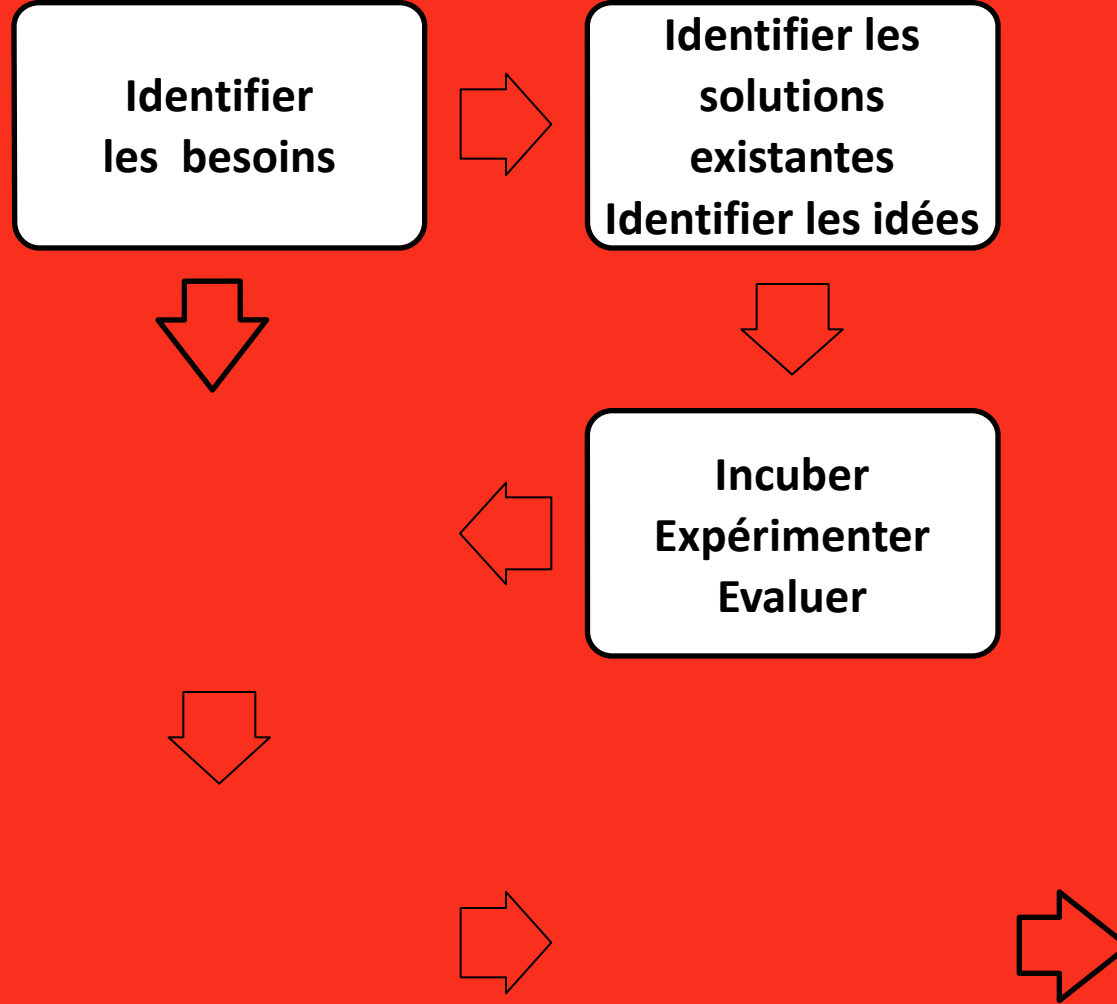 Identifier
les  besoins
Identifier les
solutions
existantes
Identifier les idées
Incuber
Expérimenter
Evaluer